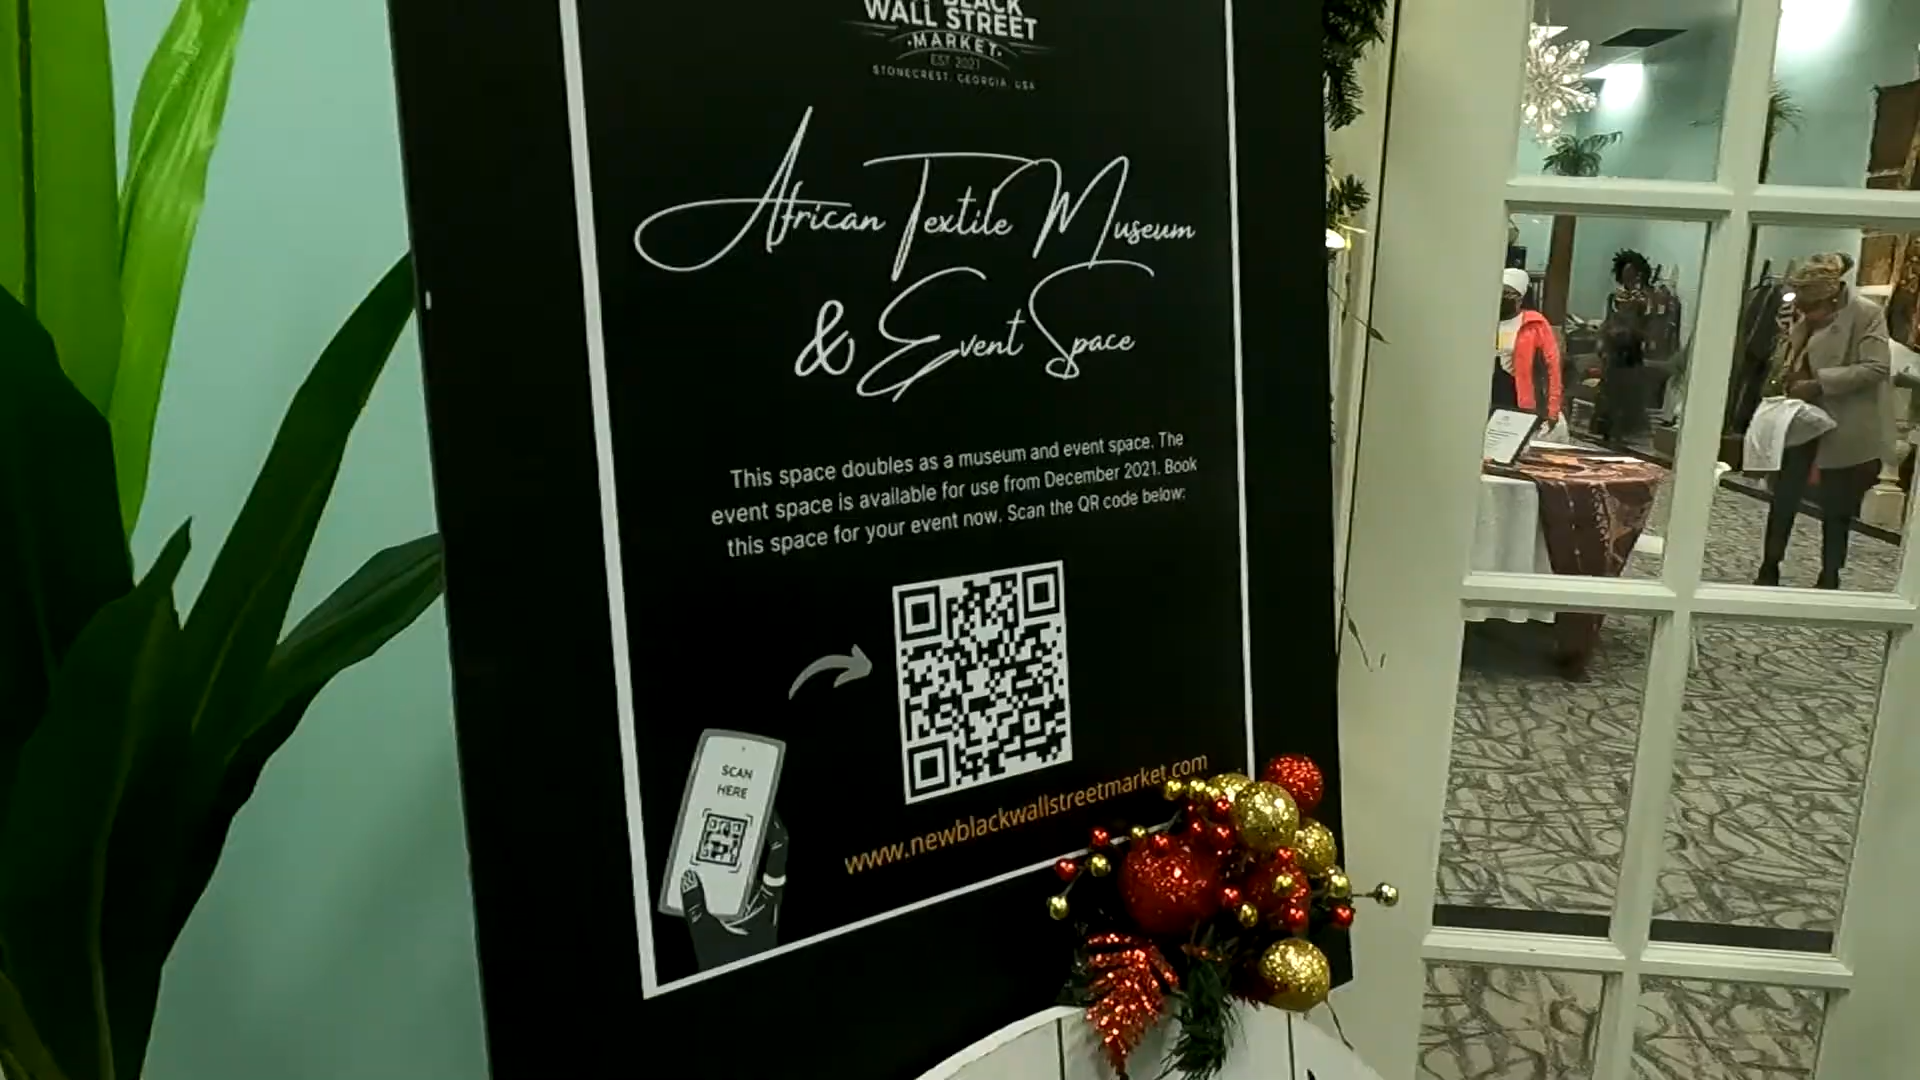 BLACK
WALL STREET
MARKET
EST 2021
STONECREST, GEORGIA, USA
African Textile Museum
& Event Space
This space doubles as a museum and event space. The
event space is available for use from December 2021. Book
this space for your event now. Scan the QR code below:
SCAN
HERE
www.newblackwallstreetmarket.com